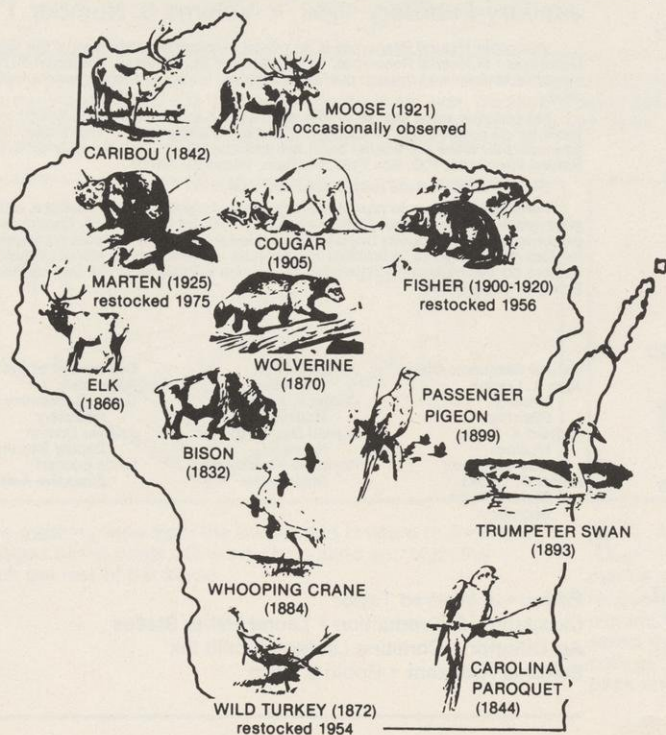 MOOSE (1921)
occasionally observed
CARIBOU (1842)
COUGAR
(1905)
MARTEN (1925)
restocked 1975
FISHER (1900-1920)
restocked 1956
WOLVERINE
(1870)
ELK
(1866)
PASSENGER
PIGEON
(1899)
BISON
(1832)
TRUMPETER SWAN
(1893)
WHOOPING CRANE
(1884)
CAROLINA
PAROQUET
(1844)
WILD TURKEY (1872)
restocked 1954